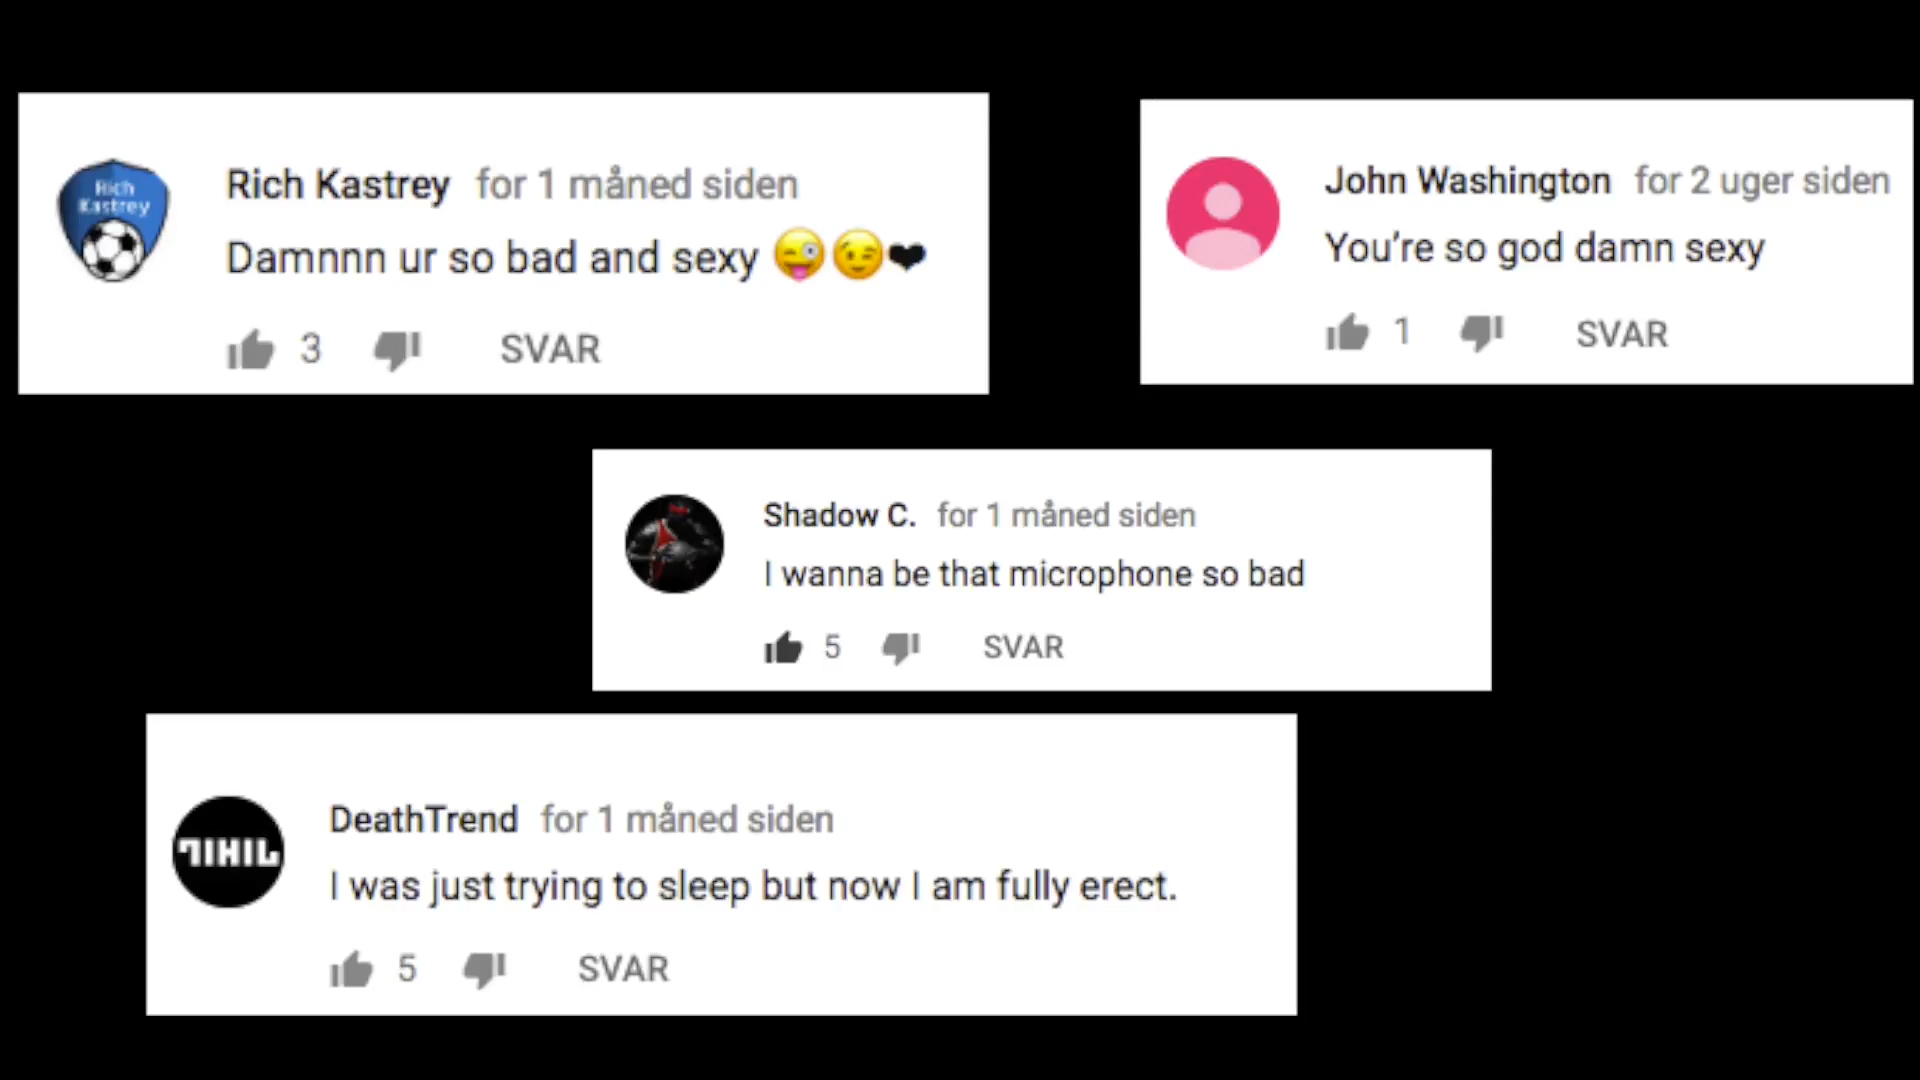 Rich
Kastrey
Rich Kastrey for 1 måned siden
Damnnn ur so bad and sexy 😜😉❤
3 SVAR
John Washington for 2 uger siden
You're so god damn sexy
1 SVAR
Shadow C. for 1 måned siden
I wanna be that microphone so bad
5 SVAR
DeathTrend for 1 måned siden
I was just trying to sleep but now I am fully erect.
5 SVAR